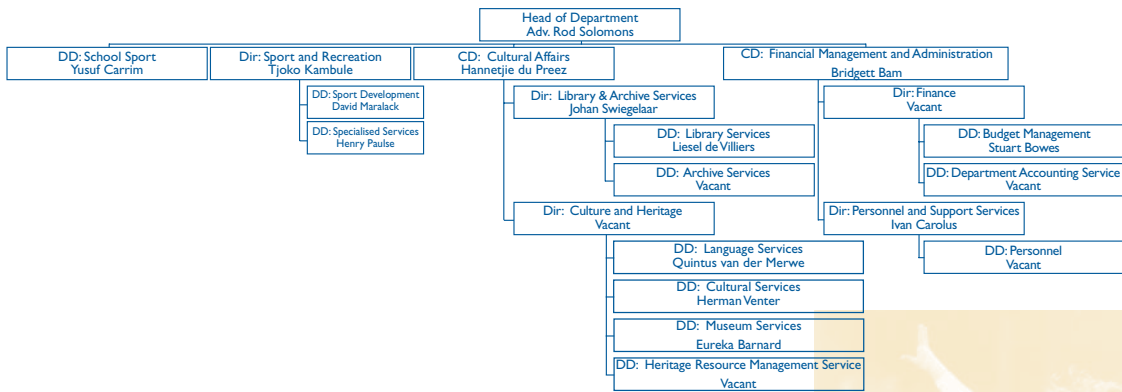 Head of Department
Adv. Rod Solomons
DD: School Sport
Yusuf Carrim
Dir: Sport and Recreation
Tjoko Kambule
DD: Sport Development
David Maralack
DD: Specialised Services
Henry Paulse
CD: Cultural Affairs
Hannetjie du Preez
Dir: Library & Archive Services
Johan Swiegelaar
DD: Library Services
Liesel de Villiers
DD: Archive Services
Vacant
Dir: Culture and Heritage
Vacant
DD: Language Services
Quintus van der Merwe
DD: Cultural Services
Herman Venter
DD: Museum Services
Eureka Barnard
DD: Heritage Resource Management Service
Vacant
CD: Financial Management and Administration
Bridgett Bam
Dir: Finance
Vacant
DD: Budget Management
Stuart Bowes
DD: Department Accounting Service
Vacant
Dir: Personnel and Support Services
Ivan Carolus
DD: Personnel
Vacant